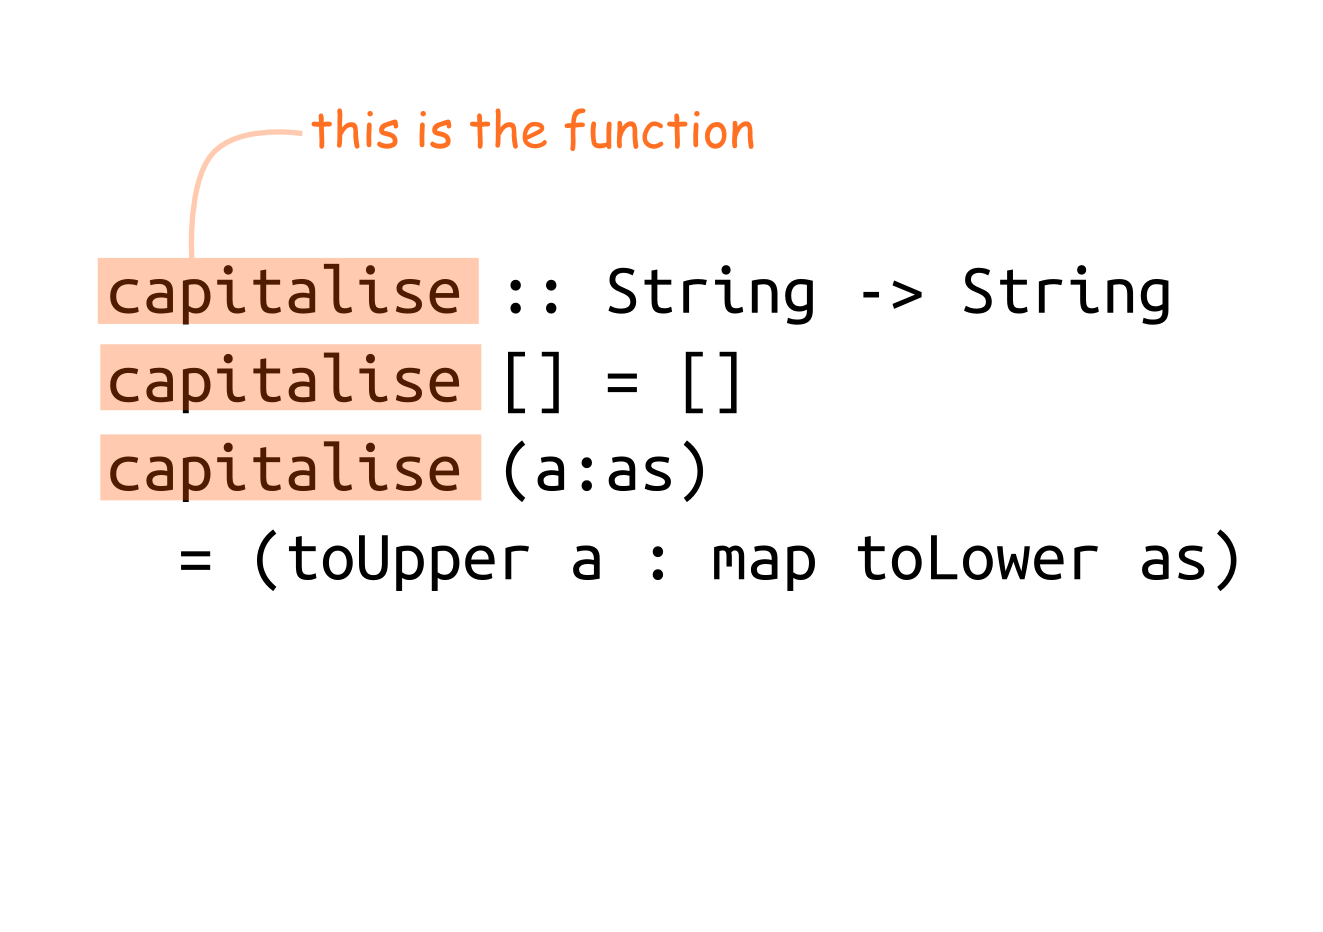 this is the function
capitalise :: String -> String
capitalise [] = []
capitalise (a:as)
= (toUpper a : map toLower as)